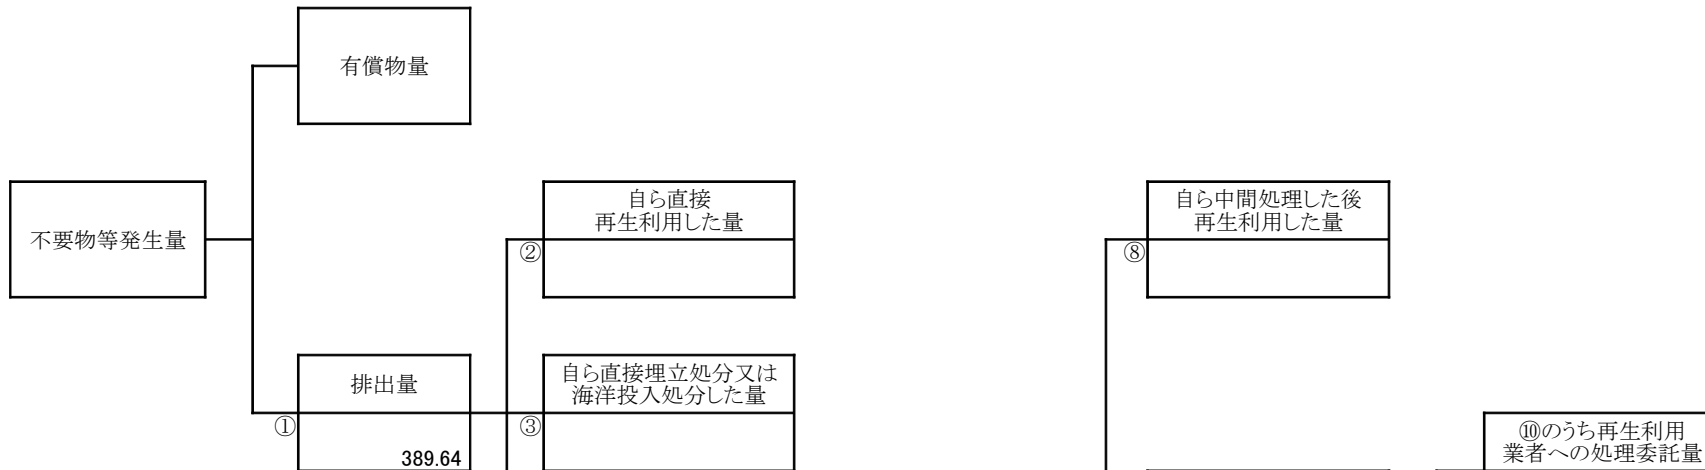 有償物量
不要物等発生量
自ら直接
再生利用した量
②
自ら中間処理した後
再生利用した量
⑧
排出量
①
389.64
自ら直接埋立処分又は
海洋投入処分した量
③
⑩のうち再生利用
業者への処理委託量